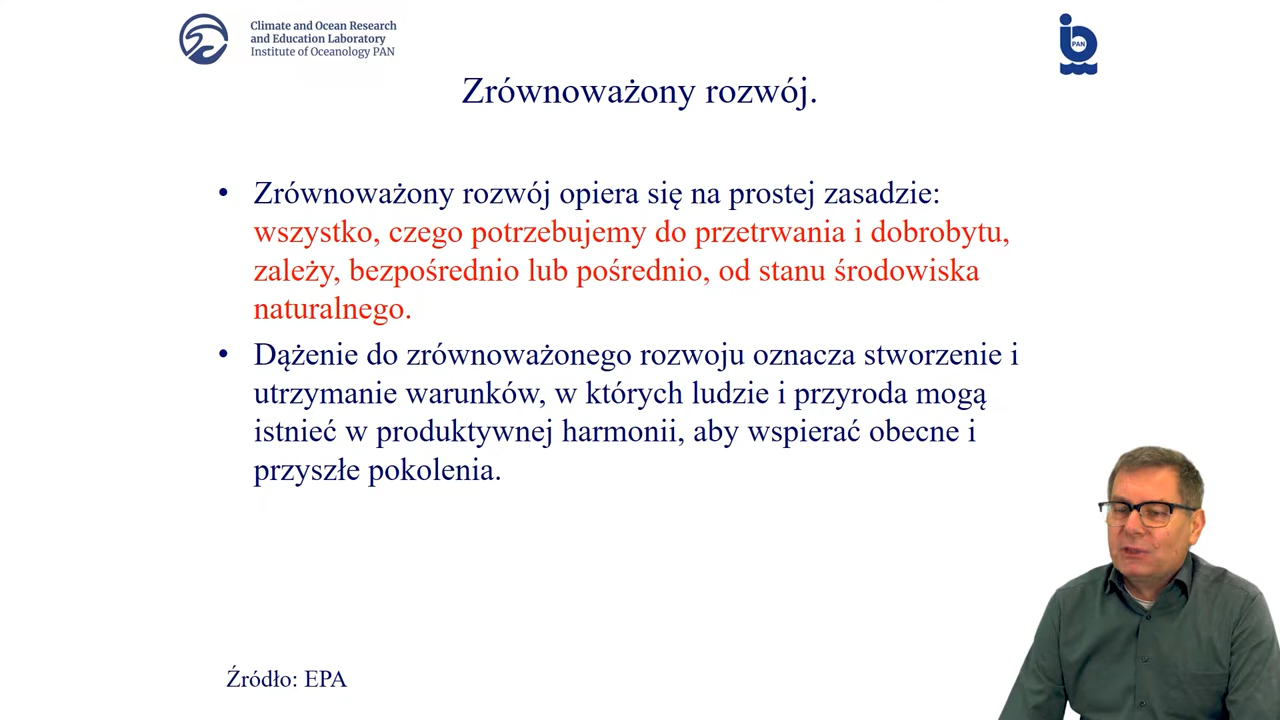 Climate and Ocean Research
and Education Laboratory
Institute of Oceanology PAN
PAN
Zrównoważony rozwój.
• Zrównoważony rozwój opiera się na prostej zasadzie:
wszystko, czego potrzebujemy do przetrwania i dobrobytu,
zależy, bezpośrednio lub pośrednio, od stanu środowiska
naturalnego.
• Dążenie do zrównoważonego rozwoju oznacza stworzenie i
utrzymanie warunków, w których ludzie i przyroda mogą
istnieć w produktywnej harmonii, aby wspierać obecne i
przyszłe pokolenia.
Źródło: EPA